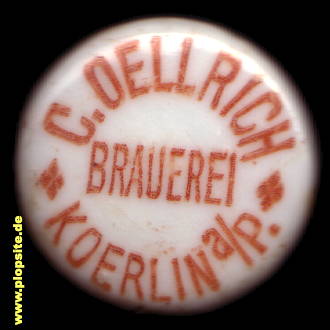 C. OELLRICH
BRAUEREI
KOERLIN a/P.
www.plopsite.de